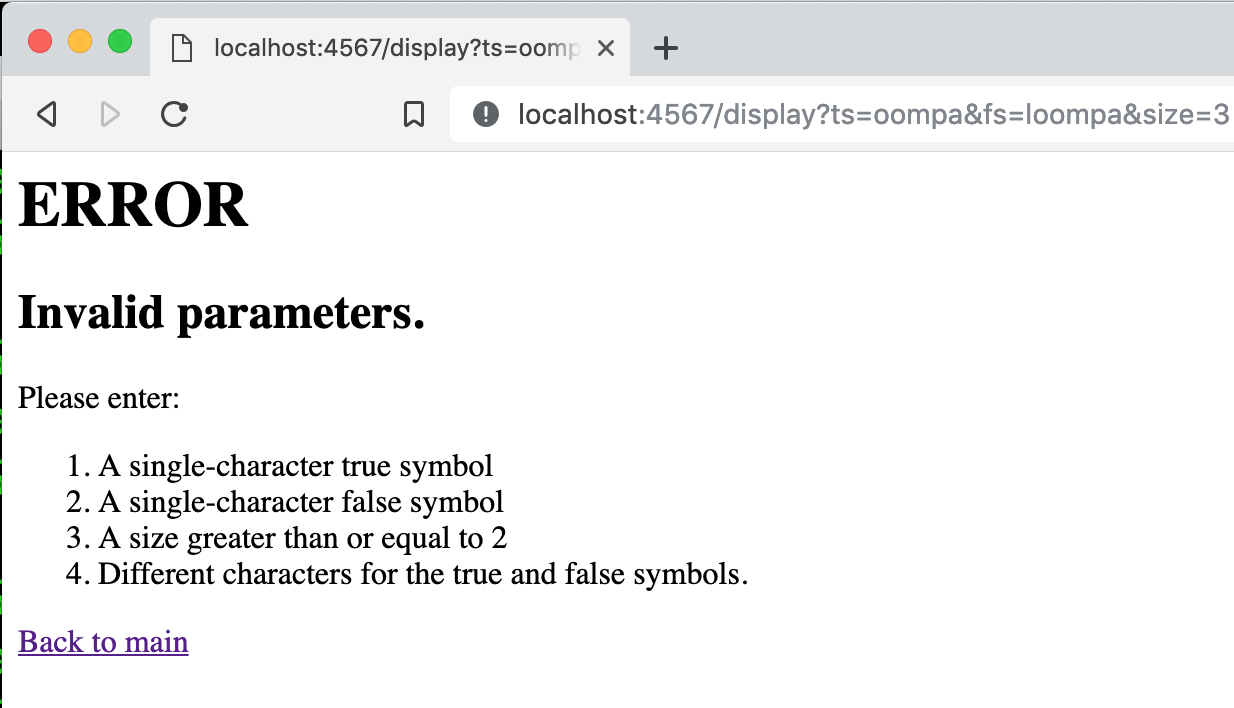 localhost:4567/display?ts=oomp
localhost:4567/display?ts=oompa&fs=loompa&size=3
ERROR
Invalid parameters.
Please enter:
1. A single-character true symbol
2. A single-character false symbol
3. A size greater than or equal to 2
4. Different characters for the true and false symbols.
Back to main